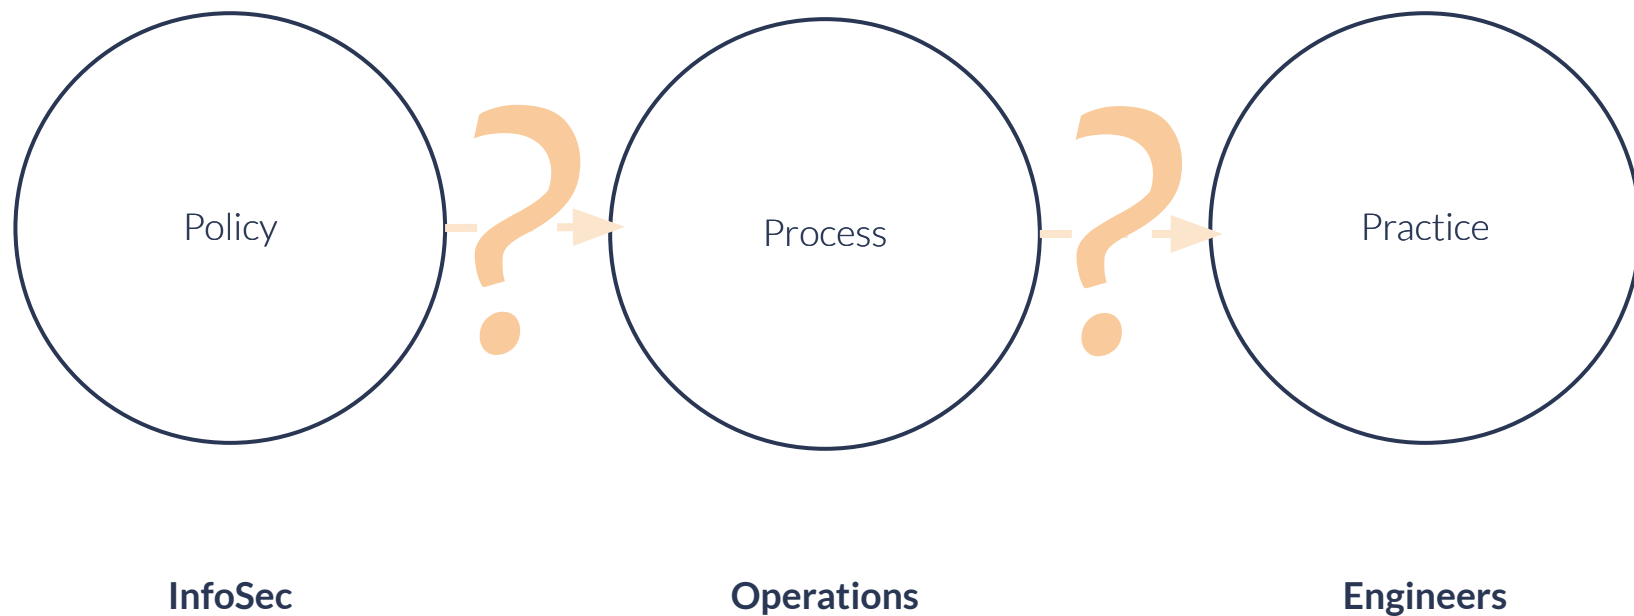 Policy
?
Process
?
Practice
InfoSec
Operations
Engineers